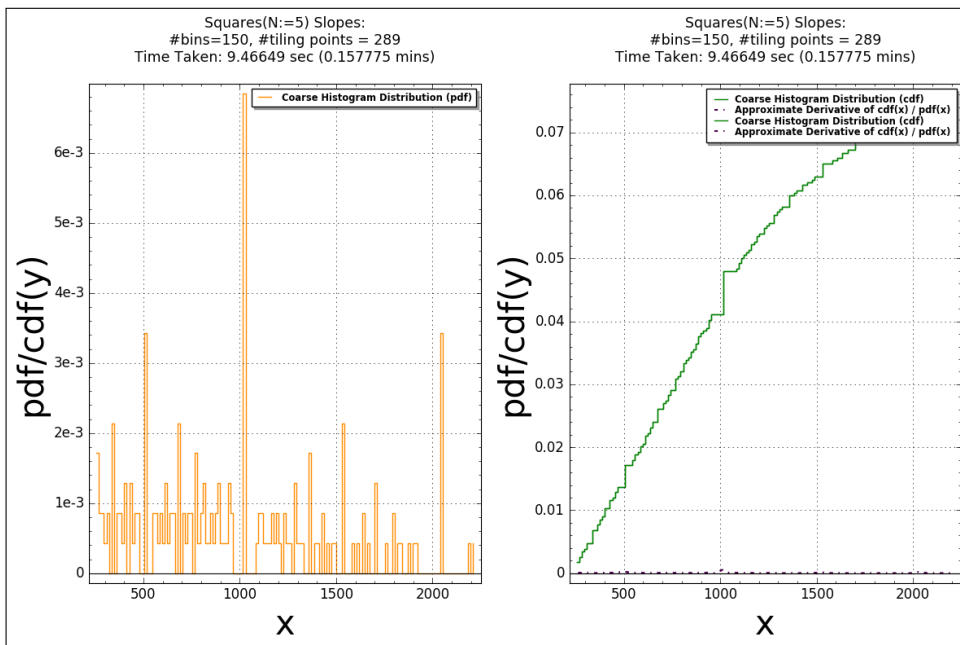 Squares(N:=5) Slopes:
#bins=150, #tiling points = 289
Time Taken: 9.46649 sec (0.157775 mins)
Coarse Histogram Distribution (pdf)
6e-3
5e-3
4e-3
3e-3
2e-3
1e-3
0
500
1000
1500
2000
pdf/cdf(y)
x
Squares(N:=5) Slopes:
#bins=150, #tiling points = 289
Time Taken: 9.46649 sec (0.157775 mins)
Coarse Histogram Distribution (cdf)
Approximate Derivative of cdf(x) / pdf(x)
Coarse Histogram Distribution (cdf)
Approximate Derivative of cdf(x) / pdf(x)
0.07
0.06
0.05
0.04
0.03
0.02
0.01
0
500
1000
1500
2000
pdf/cdf(y)
x